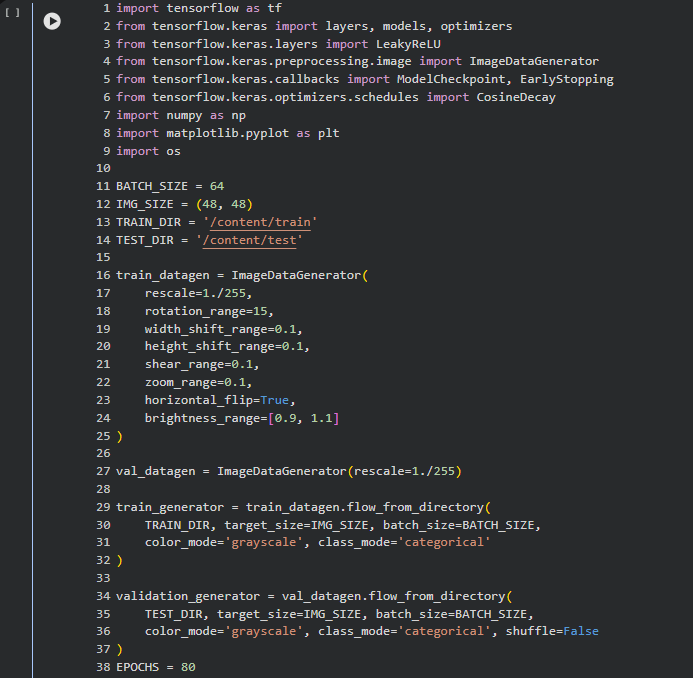 [ ]
1 import tensorflow as tf
2 from tensorflow.keras import layers, models, optimizers
3 from tensorflow.keras.layers import LeakyReLU
4 from tensorflow.keras.preprocessing.image import ImageDataGenerator
5 from tensorflow.keras.callbacks import ModelCheckpoint, EarlyStopping
6 from tensorflow.keras.optimizers.schedules import CosineDecay
7 import numpy as np
8 import matplotlib.pyplot as plt
9 import os
10
11 BATCH_SIZE = 64
12 IMG_SIZE = (48, 48)
13 TRAIN_DIR = '/content/train'
14 TEST_DIR = '/content/test'
15
16 train_datagen = ImageDataGenerator(
17     rescale=1./255,
18     rotation_range=15,
19     width_shift_range=0.1,
20     height_shift_range=0.1,
21     shear_range=0.1,
22     zoom_range=0.1,
23     horizontal_flip=True,
24     brightness_range=[0.9, 1.1]
25 )
26
27 val_datagen = ImageDataGenerator(rescale=1./255)
28
29 train_generator = train_datagen.flow_from_directory(
30     TRAIN_DIR, target_size=IMG_SIZE, batch_size=BATCH_SIZE,
31     color_mode='grayscale', class_mode='categorical'
32 )
33
34 validation_generator = val_datagen.flow_from_directory(
35     TEST_DIR, target_size=IMG_SIZE, batch_size=BATCH_SIZE,
36     color_mode='grayscale', class_mode='categorical', shuffle=False
37 )
38 EPOCHS = 80